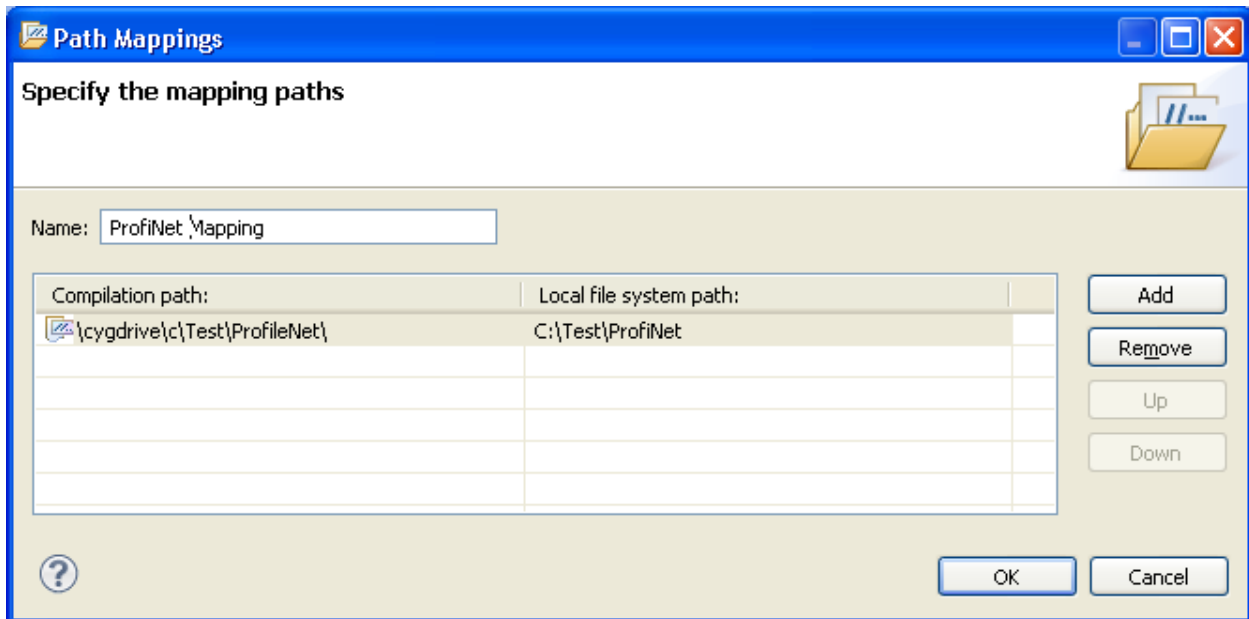 Path Mappings
Specify the mapping paths
Name: ProfiNet Mapping
Compilation path: Local file system path:
\cygdrive\c\Test\ProfileNet\ C:\Test\ProfiNet
Add
Remove
Up
Down
OK Cancel